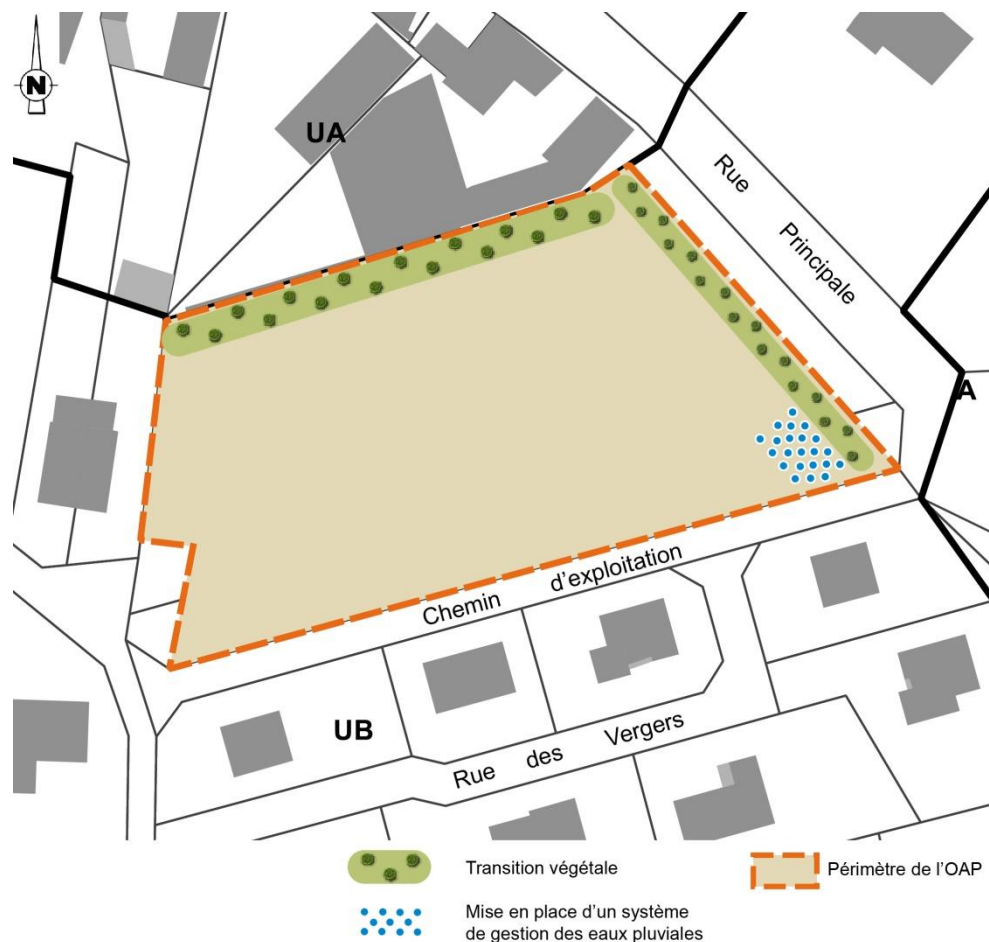 N
UA
Rue
Principale
A
Chemin d'exploitation
UB
Rue des Vergers
Transition végétale
Périmètre de l'OAP
Mise en place d'un système
de gestion des eaux pluviales